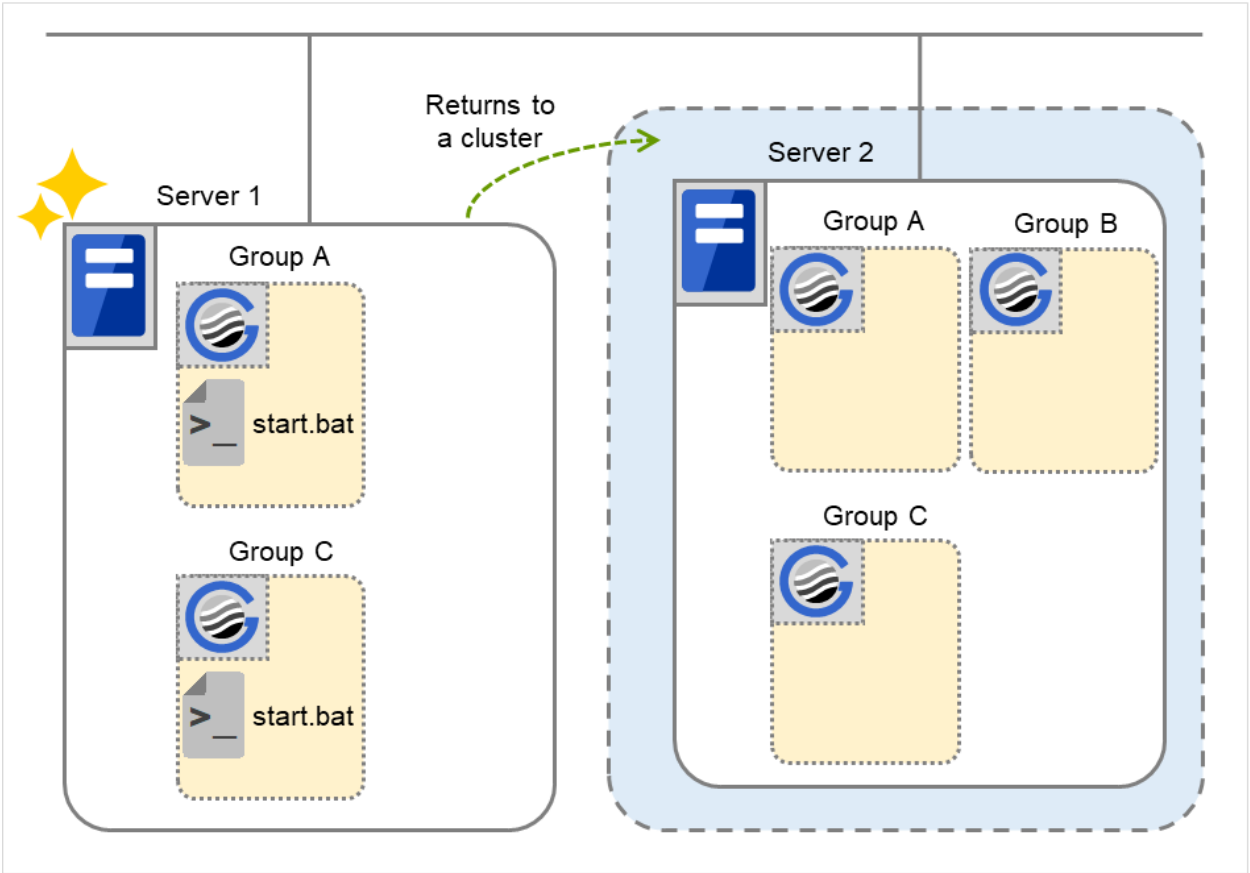 Returns to
a cluster
Server 1
Group A
start.bat
Group C
start.bat
Server 2
Group A
Group B
Group C